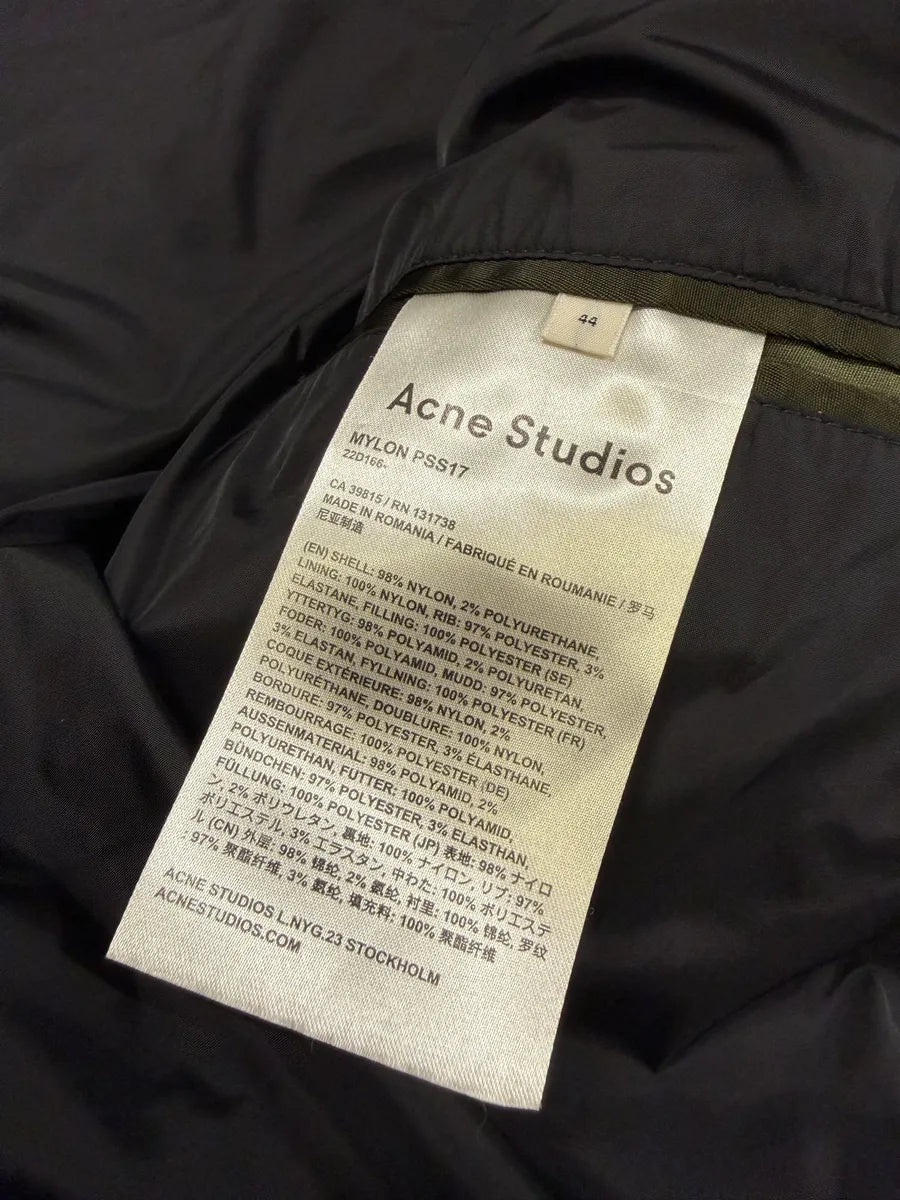 44
Acne Studios
MYLON PSS17
22D166-
CA 39815 / RN 131738
MADE IN ROMANIA / FABRIQUÉ EN ROUMANIE / 罗马
尼亚制造
(EN) SHELL: 98% NYLON, 2% POLYURETHANE,
LINING: 100% NYLON, RIB: 97% POLYESTER, 3%
ELASTANE, FILLING: 100% POLYESTER (SE)
YTTERTYG: 98% POLYAMID, 2% POLYURETAN,
FODER: 100% POLYAMID, MUDD: 97% POLYESTER,
3% ELASTAN, FYLLNING: 100% POLYESTER (FR)
COQUE EXTÉRIEURE: 98% NYLON, 2%
POLYURÉTHANE, DOUBLURE: 100% NYLON,
BORDURE: 97% POLYESTER, 3% ÉLASTHANE,
REMBOURRAGE: 100% POLYESTER, (DE)
AUSSENMATERIAL: 98% POLYAMID, 2%
POLYURETHAN, FUTTER: 100% POLYAMID,
BÜNDCHEN: 97% POLYESTER, 3% ELASTHAN,
FÜLLUNG: 100% POLYESTER (JP) 表地: 98% ナイロ
ン, 2% ポリウレタン, 裏地: 100% ナイロン, リブ: 97%
ポリエステル, 3% エラスタン, 中わた: 100% ポリエステ
ル (CN) 外层: 98% 锦纶, 2% 氨纶, 衬里: 100% 锦纶, 罗纹
: 97% 聚酯纤维, 3% 氨纶, 填充料: 100% 聚酯纤维
ACNE STUDIOS L.NYG.23 STOCKHOLM
ACNESTUDIOS.COM